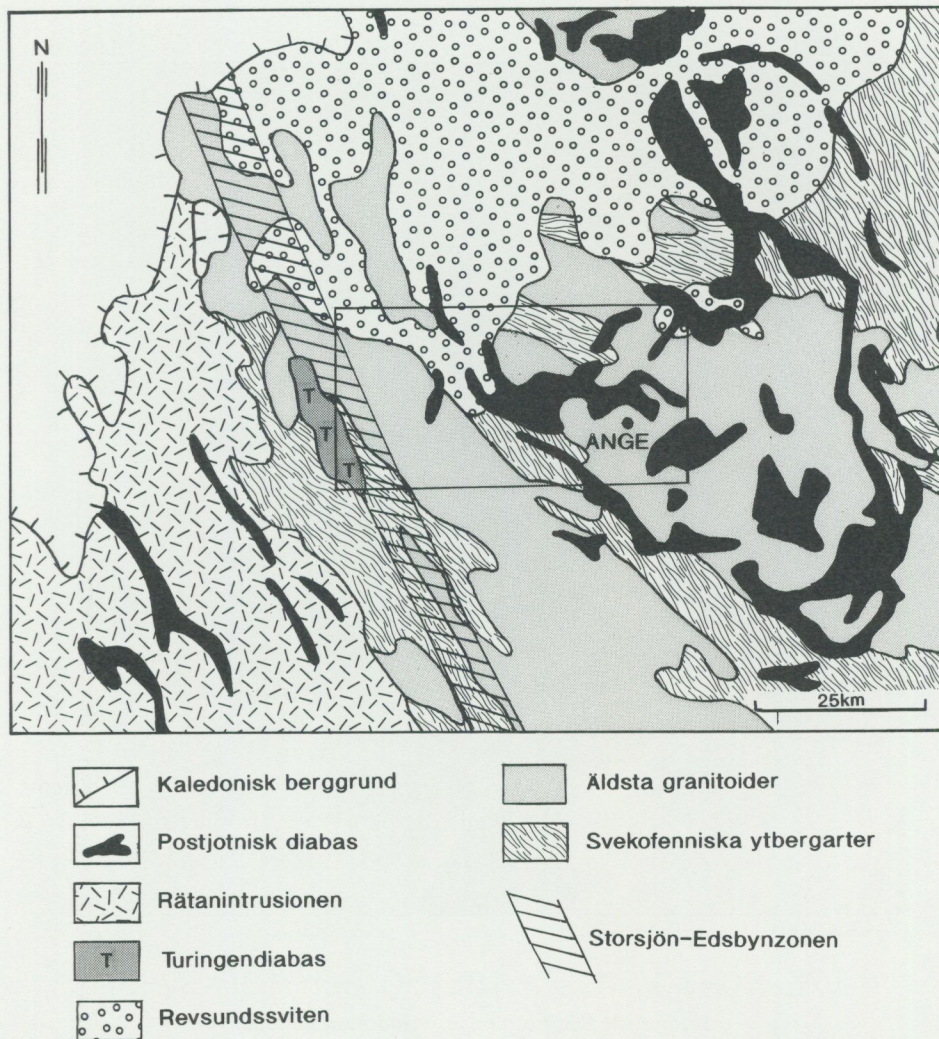 N
T
T
T
ANGE
25km
Kaledonisk berggrund
Postjotnisk diabas
Rätanintrusionen
T
Turingendiabas
Revsundssviten
Äldsta granitoider
Svekofenniska ytbergarter
Storsjön-Edsbynzonen